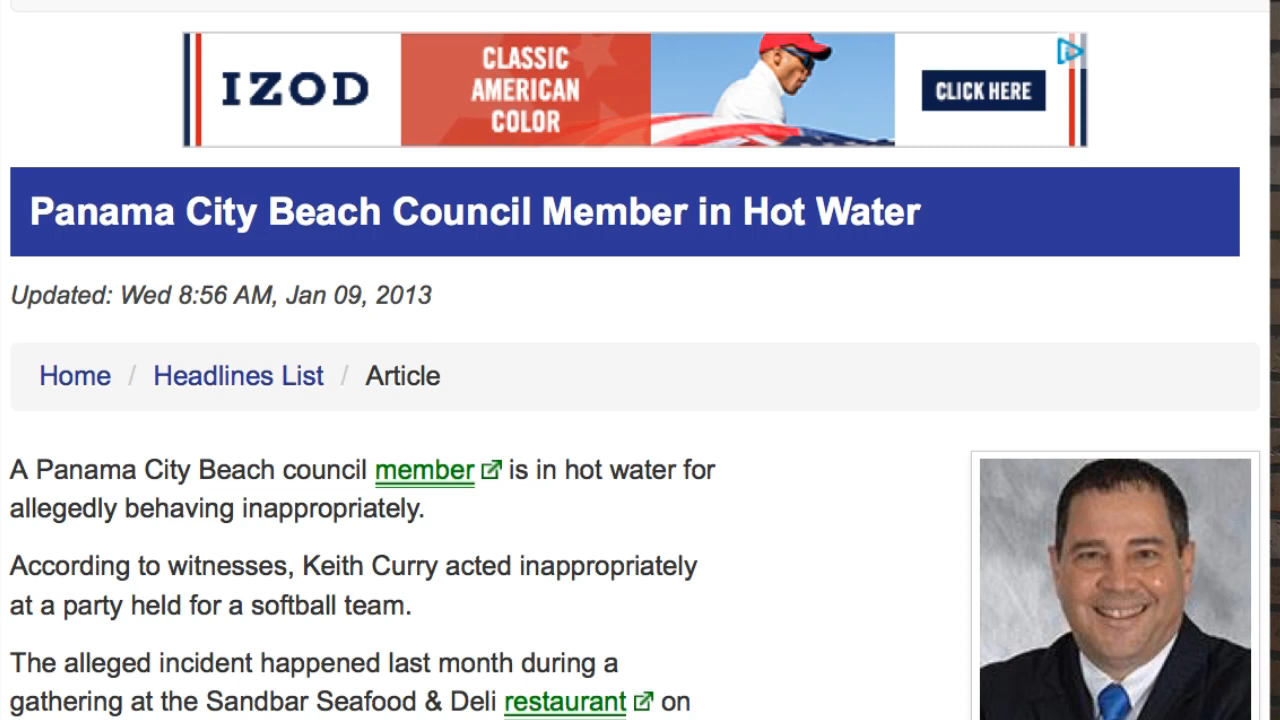 IZOD
CLASSIC
AMERICAN
COLOR
CLICK HERE
Panama City Beach Council Member in Hot Water
Updated: Wed 8:56 AM, Jan 09, 2013
Home / Headlines List / Article
A Panama City Beach council member is in hot water for
allegedly behaving inappropriately.
According to witnesses, Keith Curry acted inappropriately
at a party held for a softball team.
The alleged incident happened last month during a
gathering at the Sandbar Seafood & Deli restaurant on